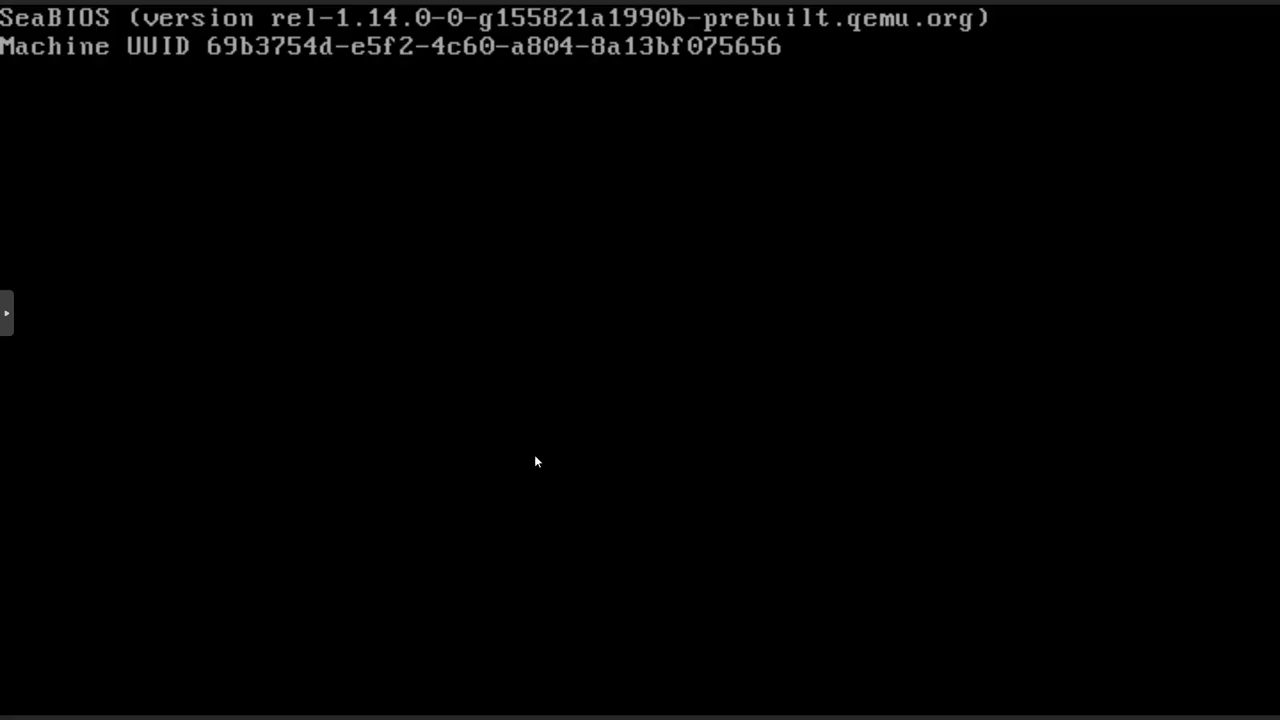 SeaBIOS (version rel-1.14.0-0-g155821a1990b-prebuilt.qemu.org)
Machine UUID 69b3754d-e5f2-4c60-a804-8a13bf075656